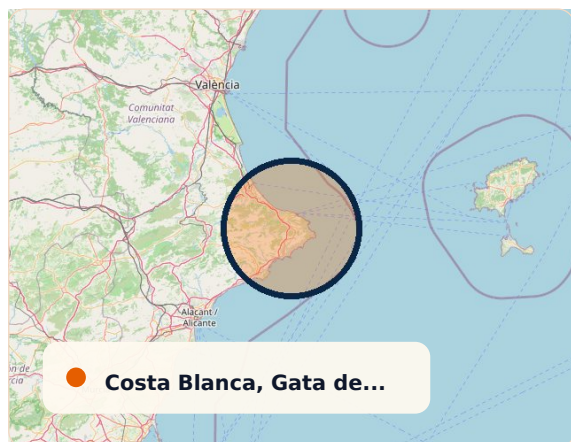 València
Comunitat
Valenciana
Alacant /
Alicante
Costa Blanca, Gata de...